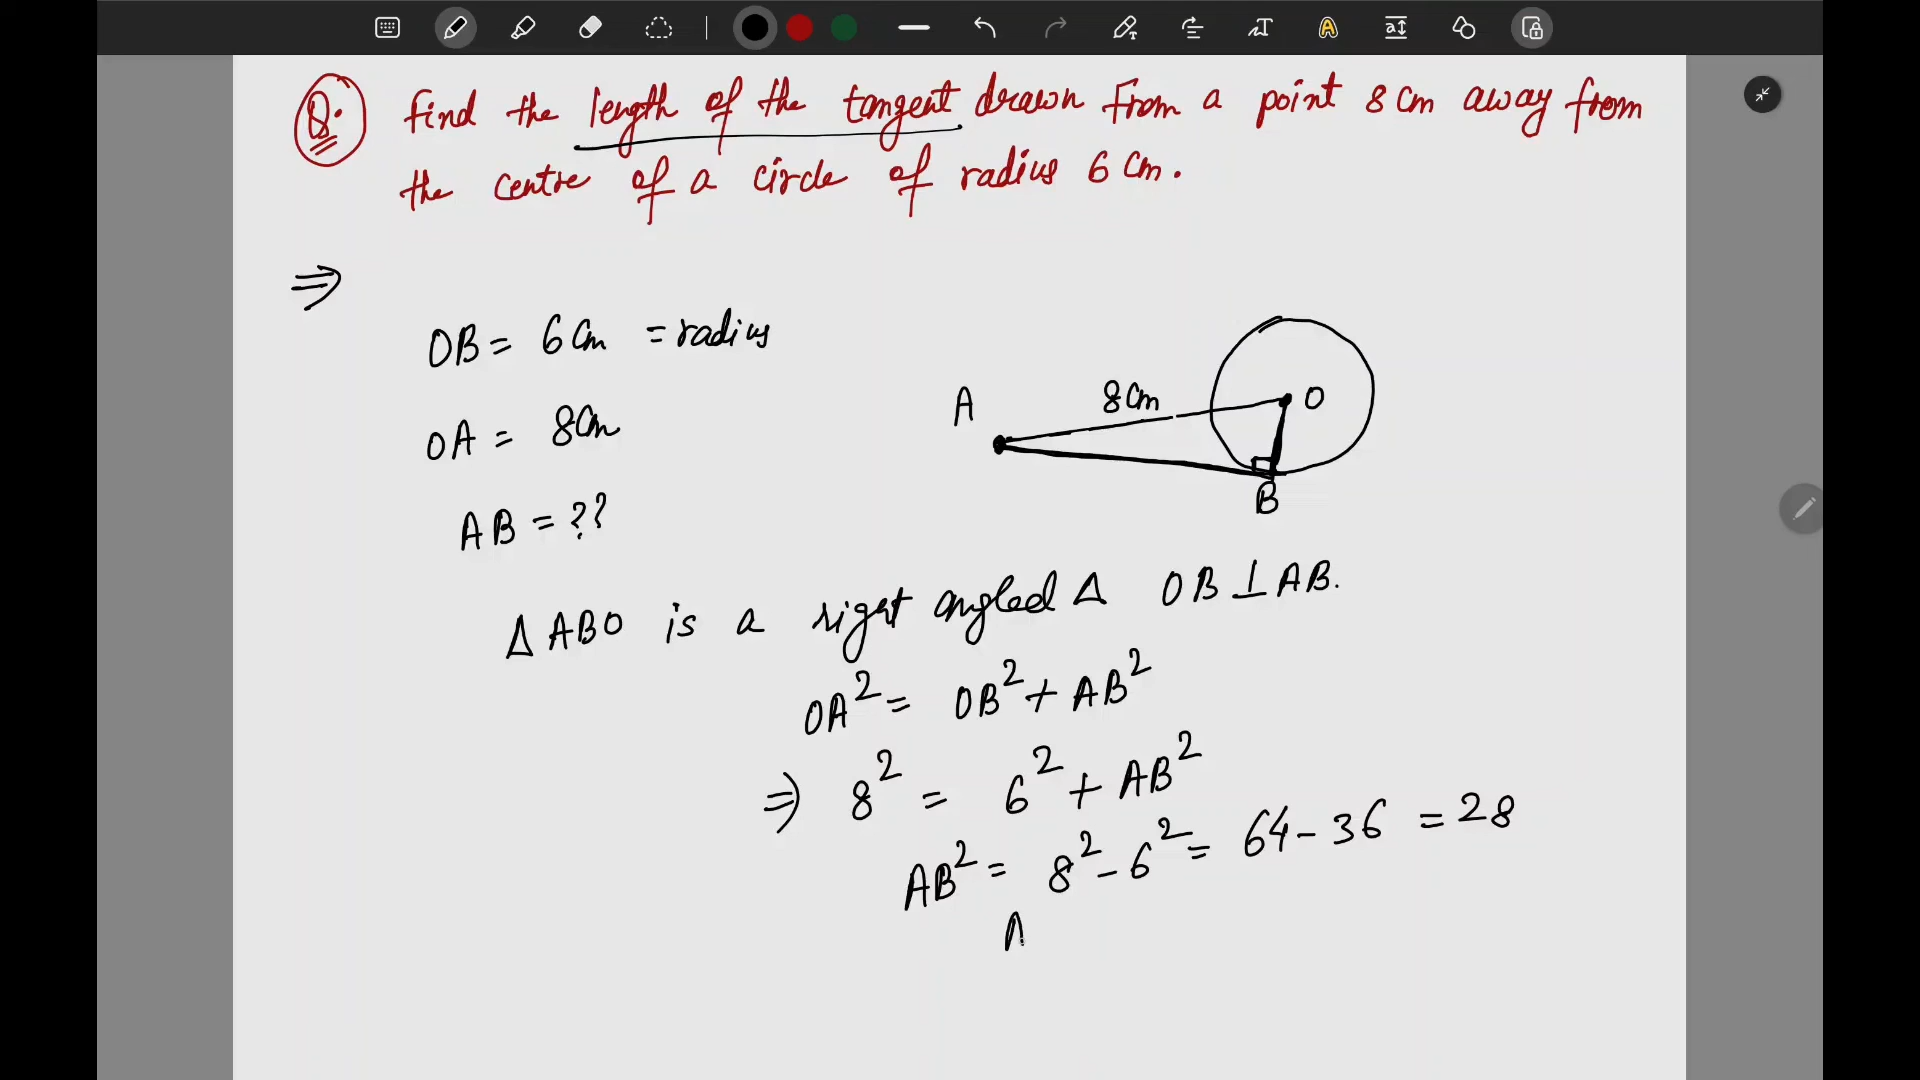 Q. Find the length of the tangent drawn from a point 8 cm away from
the centre of a circle of radius 6 cm.
⇒
OB = 6 cm = radius
OA = 8 cm
AB = ??
A
8 cm
O
B
Δ ABO is a right angled Δ OB ⊥ AB.
OA² = OB² + AB²
⇒ 8² = 6² + AB²
AB² = 8² - 6² = 64 - 36 = 28
A